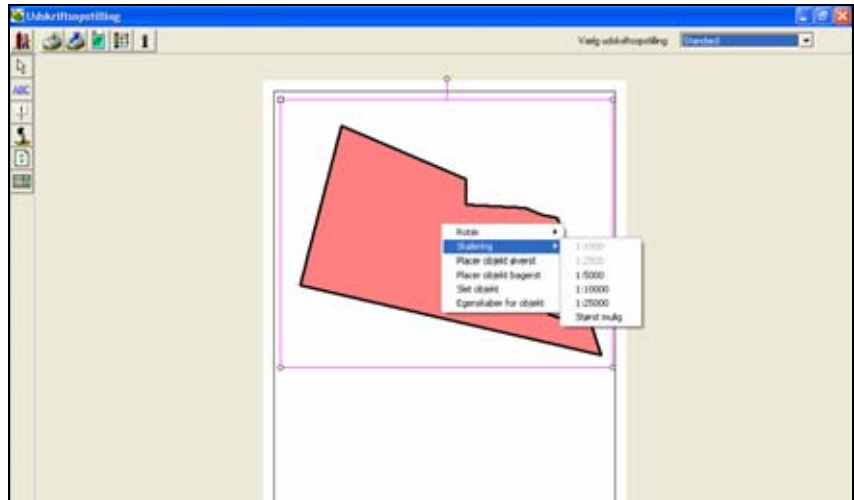 Udskriftsopstilling
Vælg udskriftsopstilling Standard
ABC
Rotér
Skalering
Placer objekt øverst
Placer objekt bagerst
Slet objekt
Egenskaber for objekt
1:1000
1:2500
1:5000
1:10000
1:25000
Størst mulig